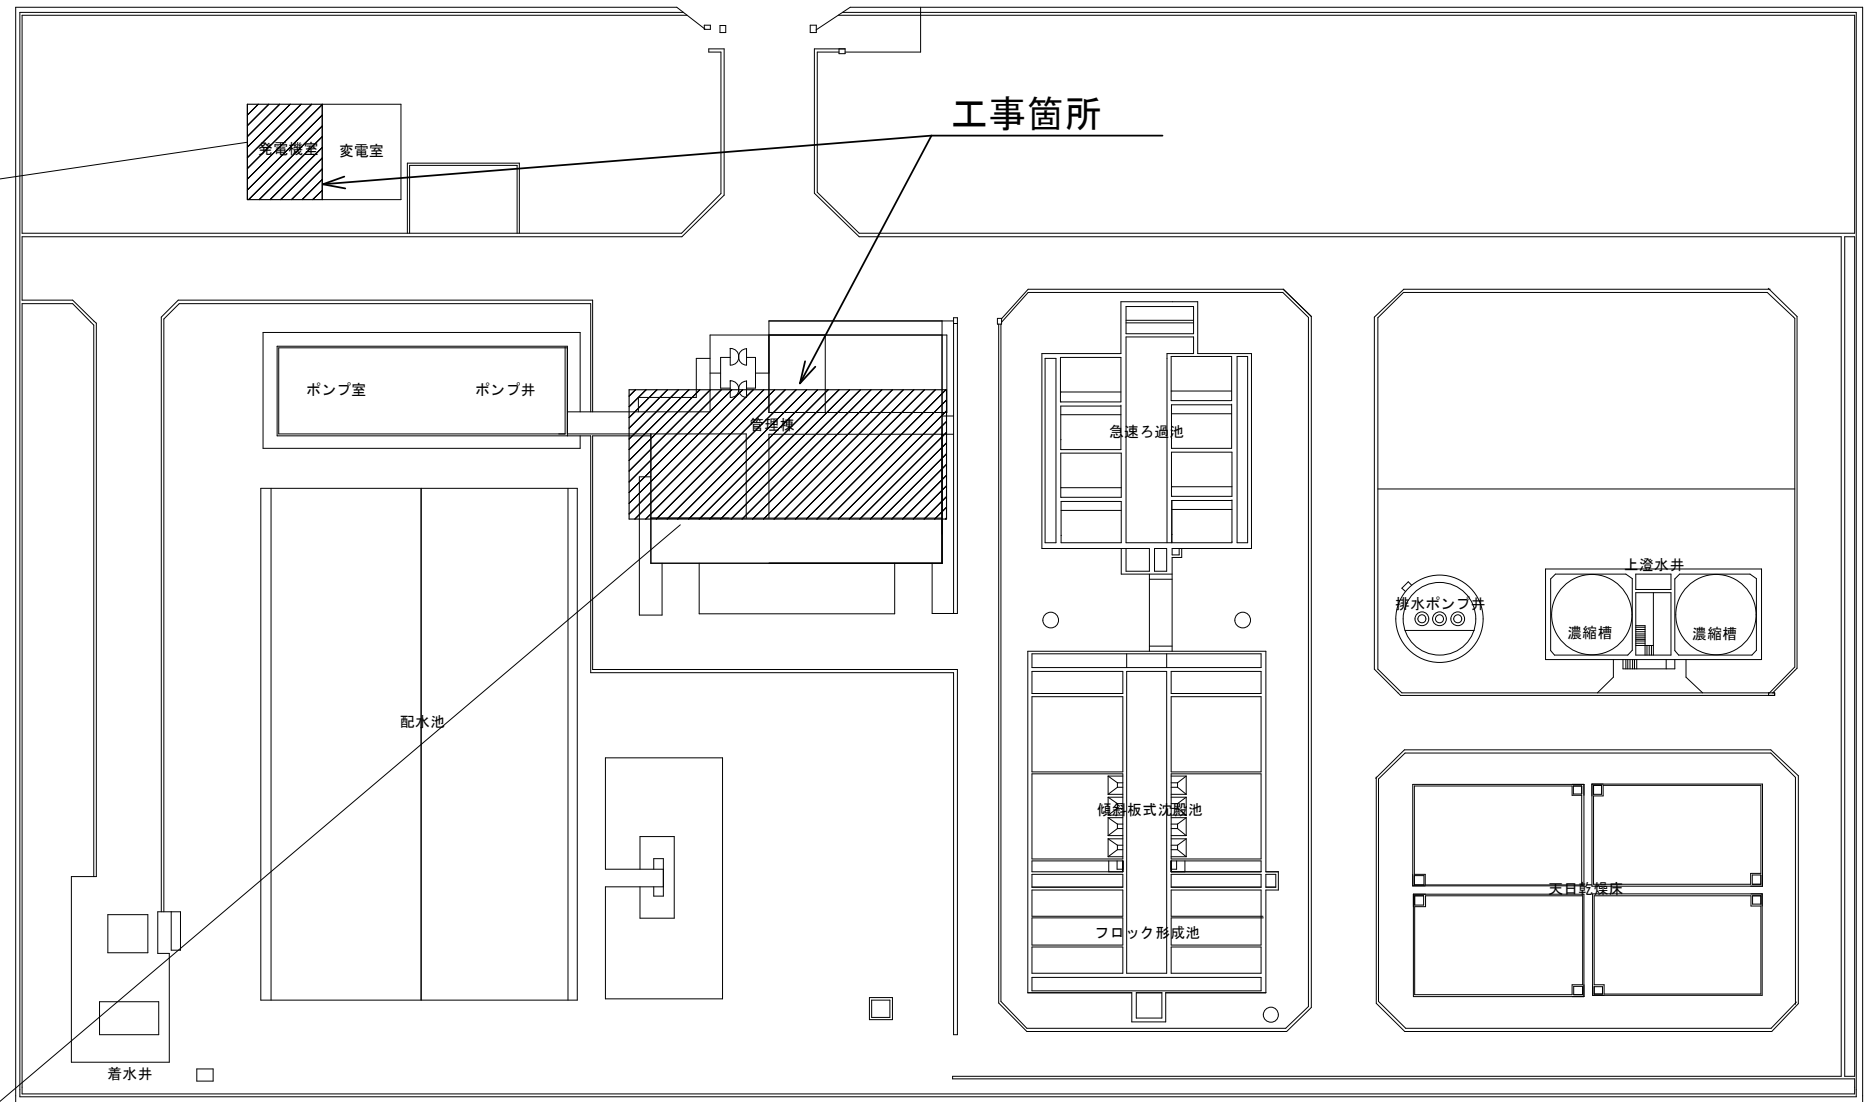 工事箇所
発電機室
変電室
ポンプ室
ポンプ井
管理棟
急速ろ過池
上澄水井
排水ポンプ井
濃縮槽
濃縮槽
配水池
傾斜板式沈殿池
天日乾燥床
フロック形成池
着水井